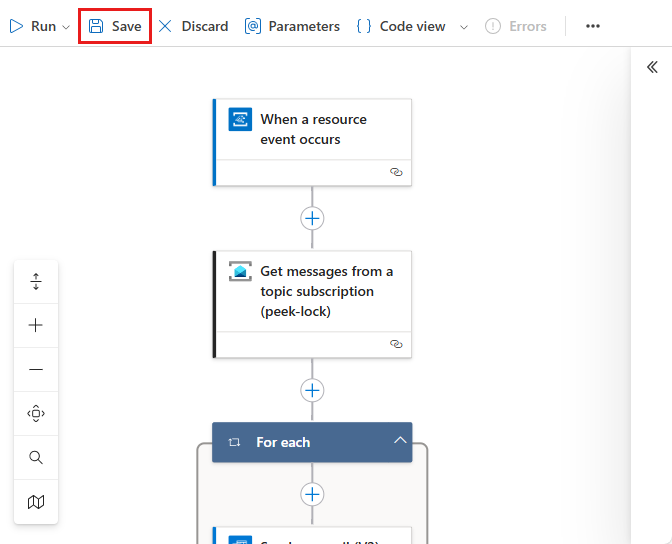 Run Save Discard Parameters Code view Errors
When a resource
event occurs
Get messages from a
topic subscription
(peek-lock)
For each